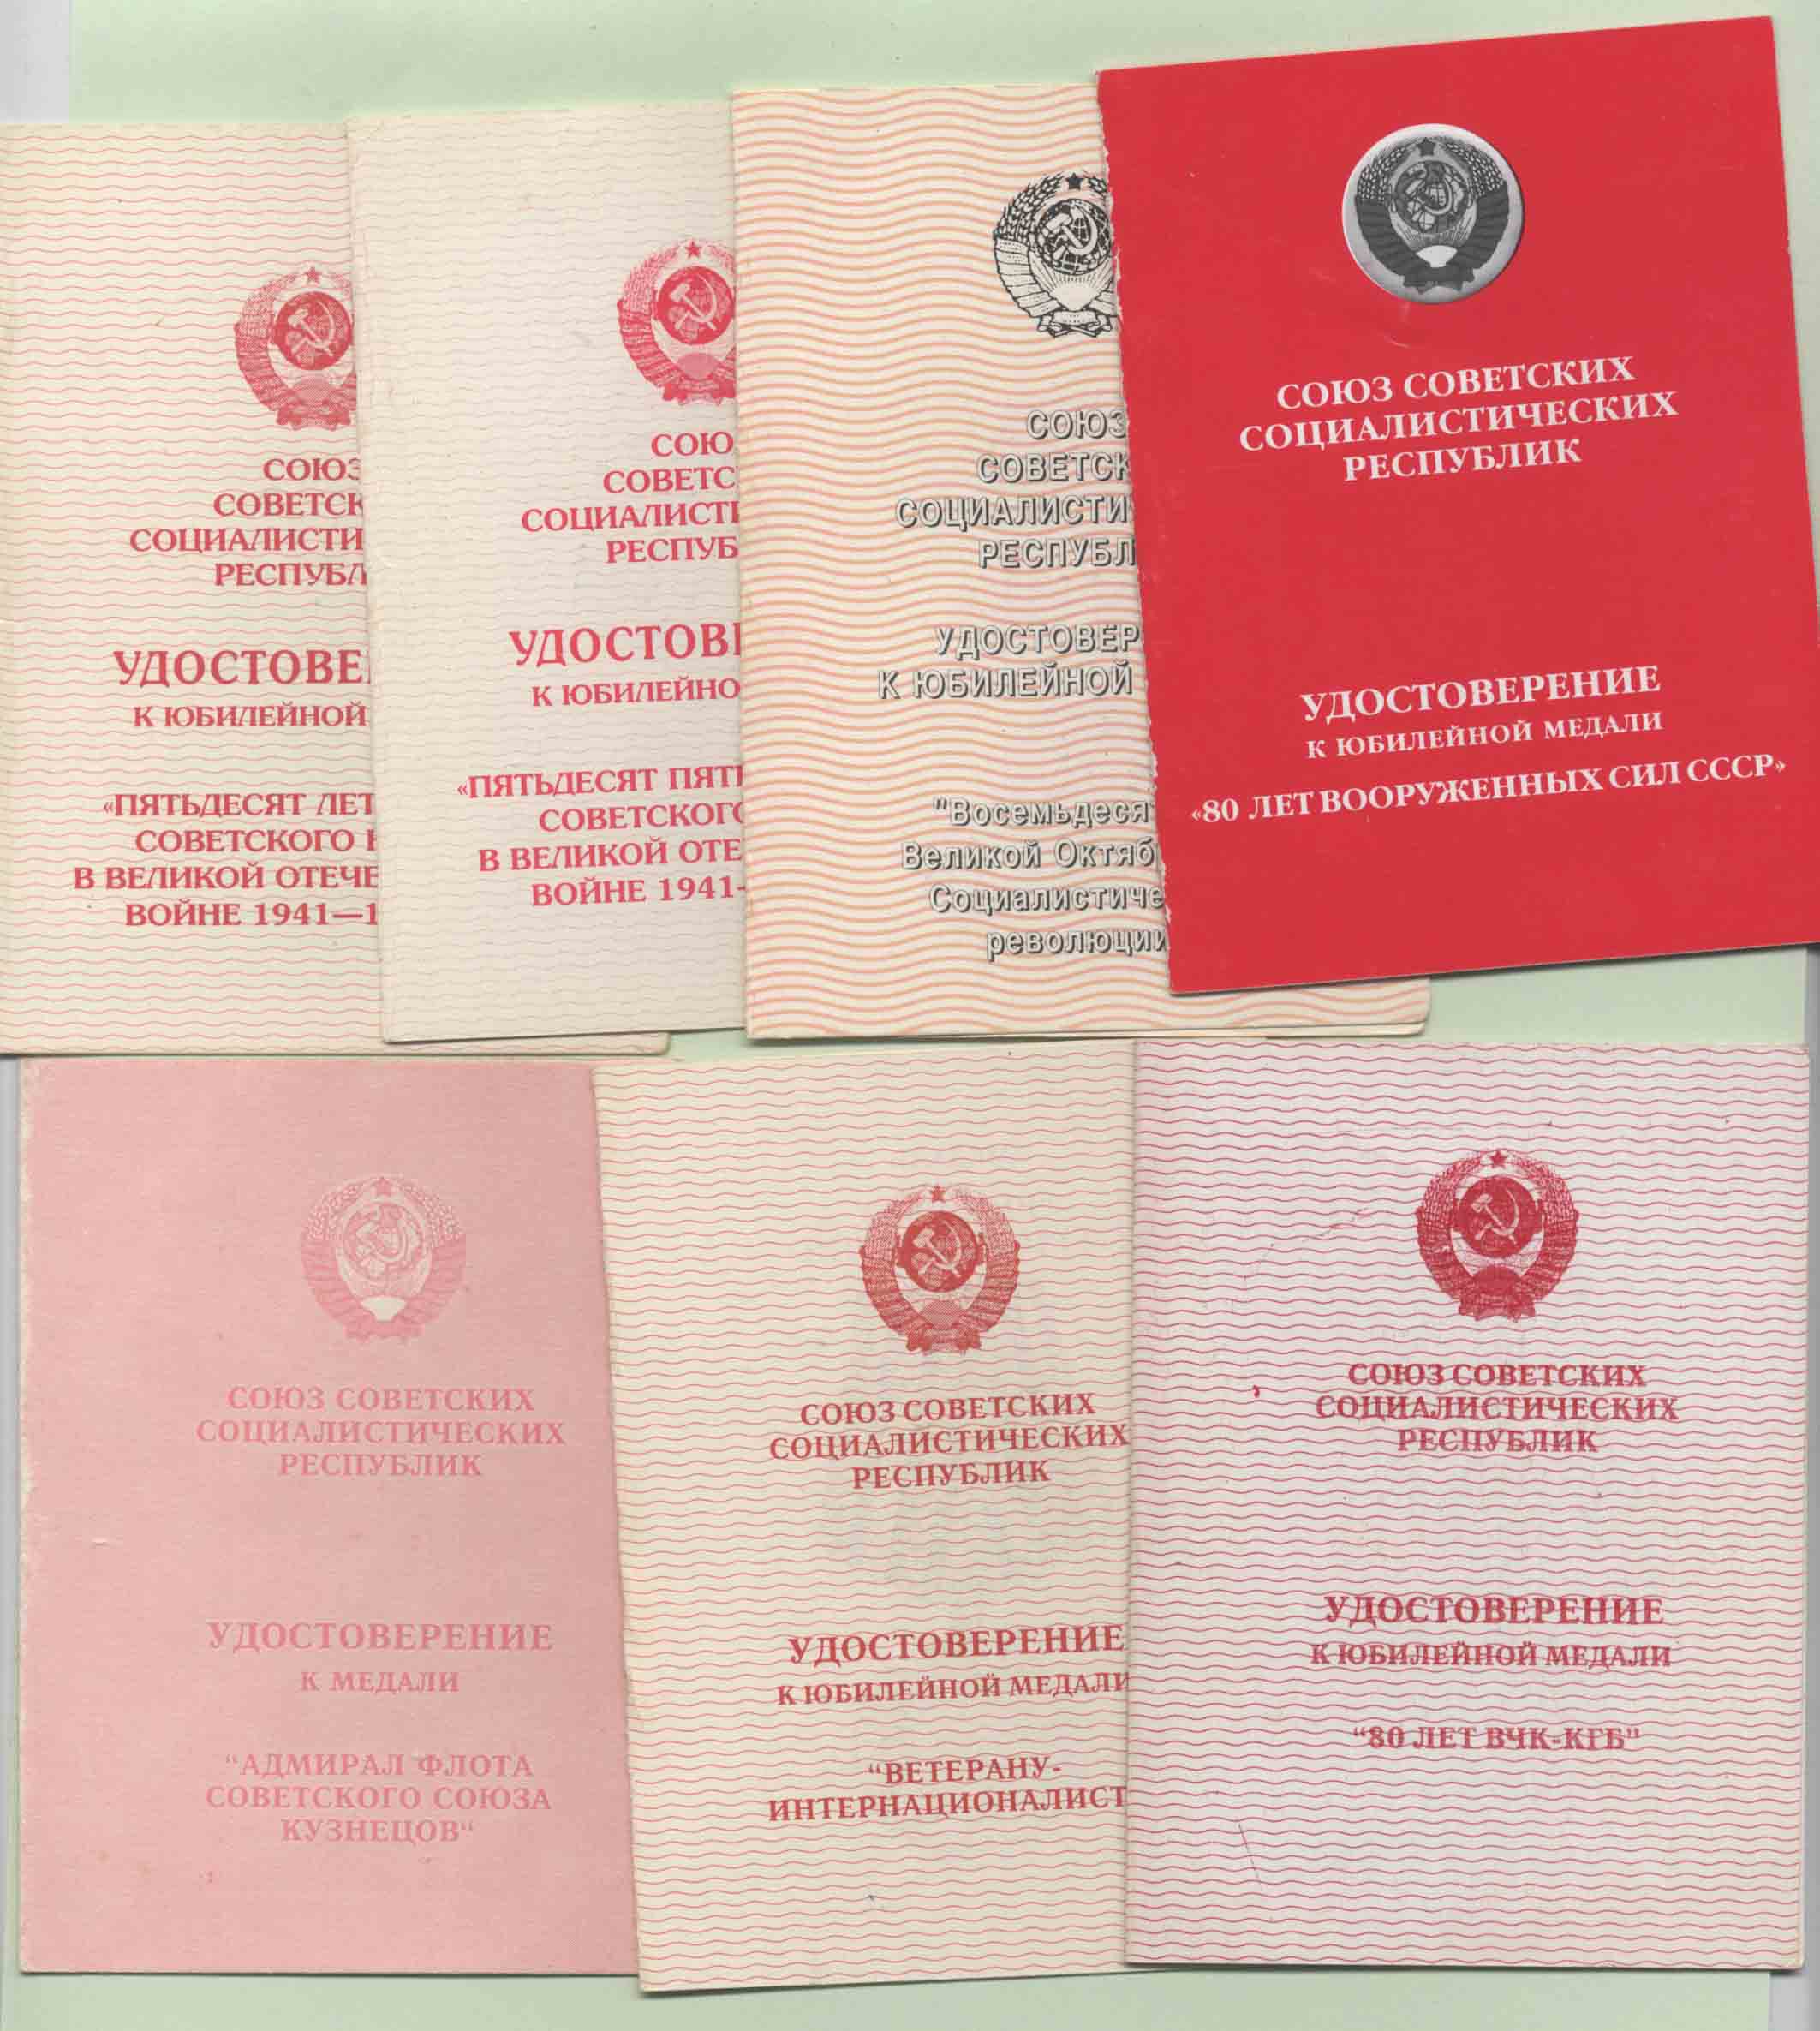 СОЮЗ
СОВЕТСК
СОЦИАЛИСТИ
РЕСПУБЛ
УДОСТОВЕ
К ЮБИЛЕЙНОЙ
«ПЯТЬДЕСЯТ ЛЕТ
СОВЕТСКОГО
В ВЕЛИКОЙ ОТЕЧЕ
ВОЙНЕ 1941—1
СОЮ
СОВЕТС
СОЦИАЛИСТИ
РЕСПУБ
УДОСТОВ
К ЮБИЛЕЙНО
«ПЯТЬДЕСЯТ ПЯТ
СОВЕТСКОГО
В ВЕЛИКОЙ ОТЕ
ВОЙНЕ 1941-
СОЮЗ
СОВЕТСК
СОЦИАЛИСТИ
РЕСПУБЛ
УДОСТОВЕР
К ЮБИЛЕЙНОЙ
"Восемьдесят
Великой Октяб
Социалистиче
революции
СОЮЗ СОВЕТСКИХ
СОЦИАЛИСТИЧЕСКИХ
РЕСПУБЛИК
УДОСТОВЕРЕНИЕ
К ЮБИЛЕЙНОЙ МЕДАЛИ
«80 ЛЕТ ВООРУЖЕННЫХ СИЛ СССР»
СОЮЗ СОВЕТСКИХ
СОЦИАЛИСТИЧЕСКИХ
РЕСПУБЛИК
УДОСТОВЕРЕНИЕ
К МЕДАЛИ
“АДМИРАЛ ФЛОТА
СОВЕТСКОГО СОЮЗА
КУЗНЕЦОВ“
СОЮЗ СОВЕТСКИХ
СОЦИАЛИСТИЧЕСКИХ
РЕСПУБЛИК
УДОСТОВЕРЕНИЕ
К ЮБИЛЕЙНОЙ МЕДАЛИ
“ВЕТЕРАНУ-
ИНТЕРНАЦИОНАЛИСТ
СОЮЗ СОВЕТСКИХ
СОЦИАЛИСТИЧЕСКИХ
РЕСПУБЛИК
УДОСТОВЕРЕНИЕ
К ЮБИЛЕЙНОЙ МЕДАЛИ
“80 ЛЕТ ВЧК-КГБ"